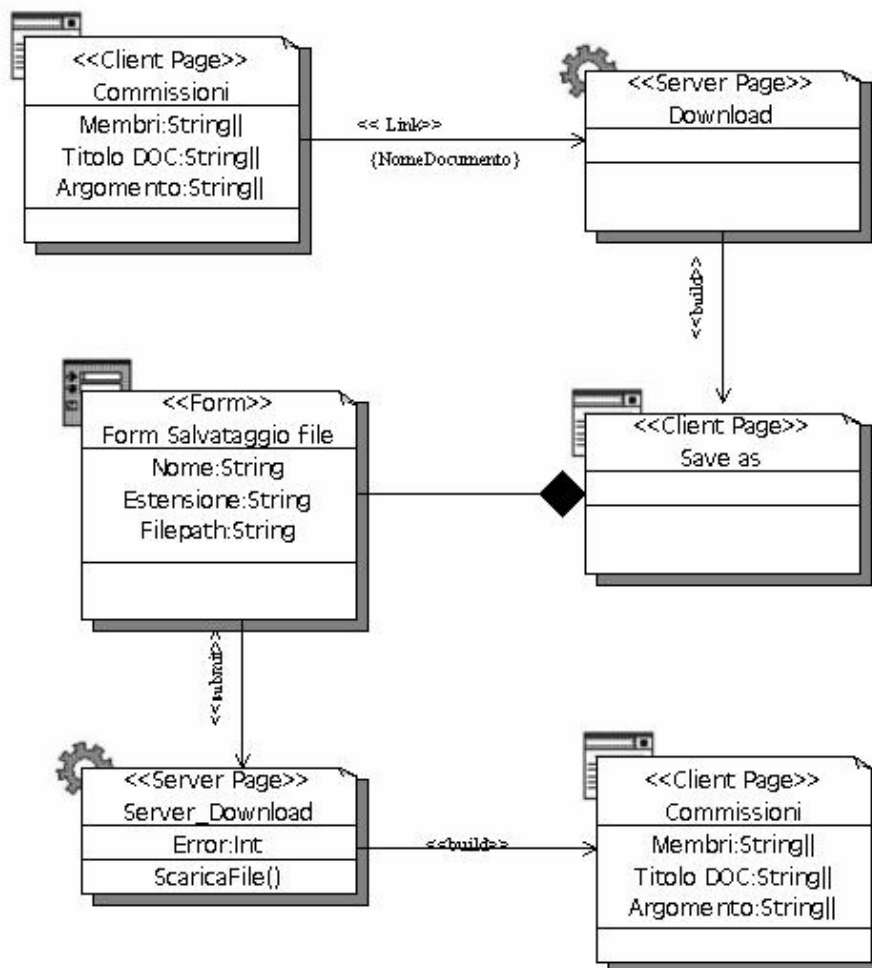 <<Client Page>>
Commissioni
Membri:String||
Titolo DOC:String||
Argomento:String||
<< Link>>
{NomeDocumento}
<<Server Page>>
Download
<<build>>
<<Form>>
Form Salvataggio file
Nome:String
Estensione:String
Filepath:String
<<Client Page>>
Save as
<<submit>>
<<Server Page>>
Server_Download
Error:Int
ScaricaFile()
<<build>>
<<Client Page>>
Commissioni
Membri:String||
Titolo DOC:String||
Argomento:String||